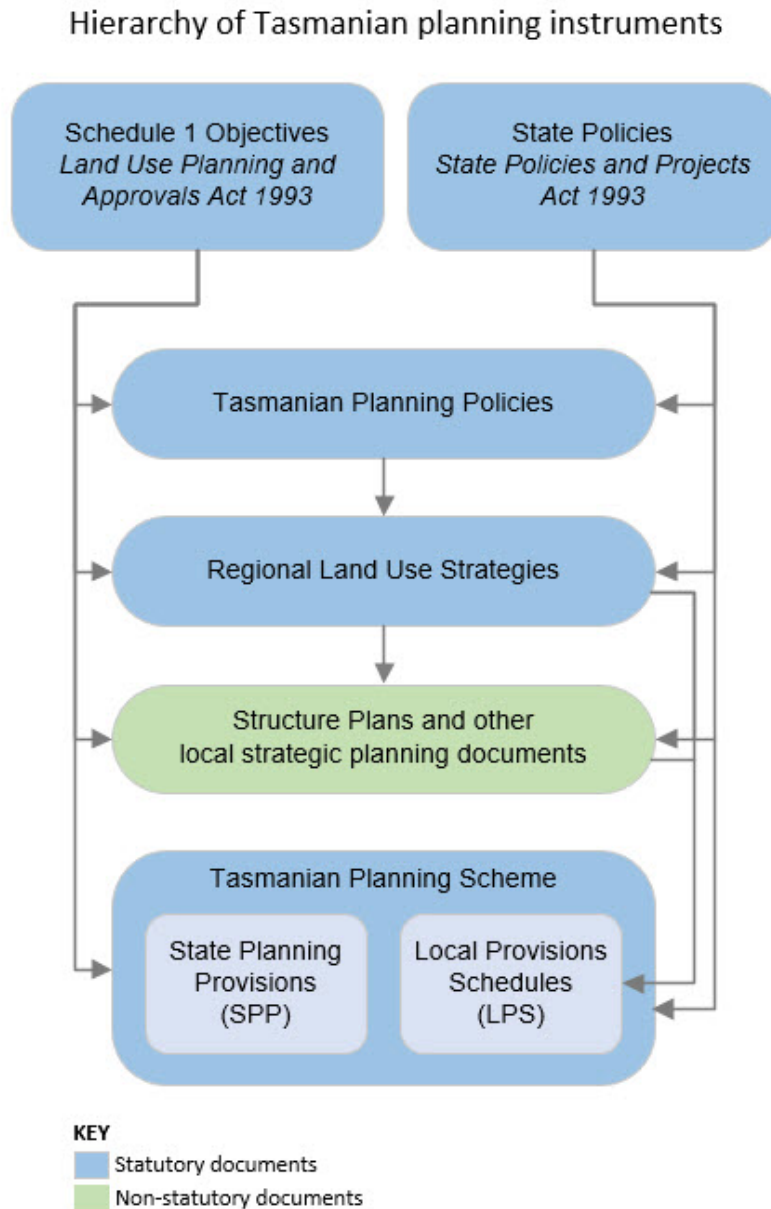 Hierarchy of Tasmanian planning instruments
Schedule 1 Objectives
Land Use Planning and
Approvals Act 1993
State Policies
State Policies and Projects
Act 1993
Tasmanian Planning Policies
Regional Land Use Strategies
Structure Plans and other
local strategic planning documents
Tasmanian Planning Scheme
State Planning
Provisions
(SPP)
Local Provisions
Schedules
(LPS)
KEY
Statutory documents
Non-statutory documents